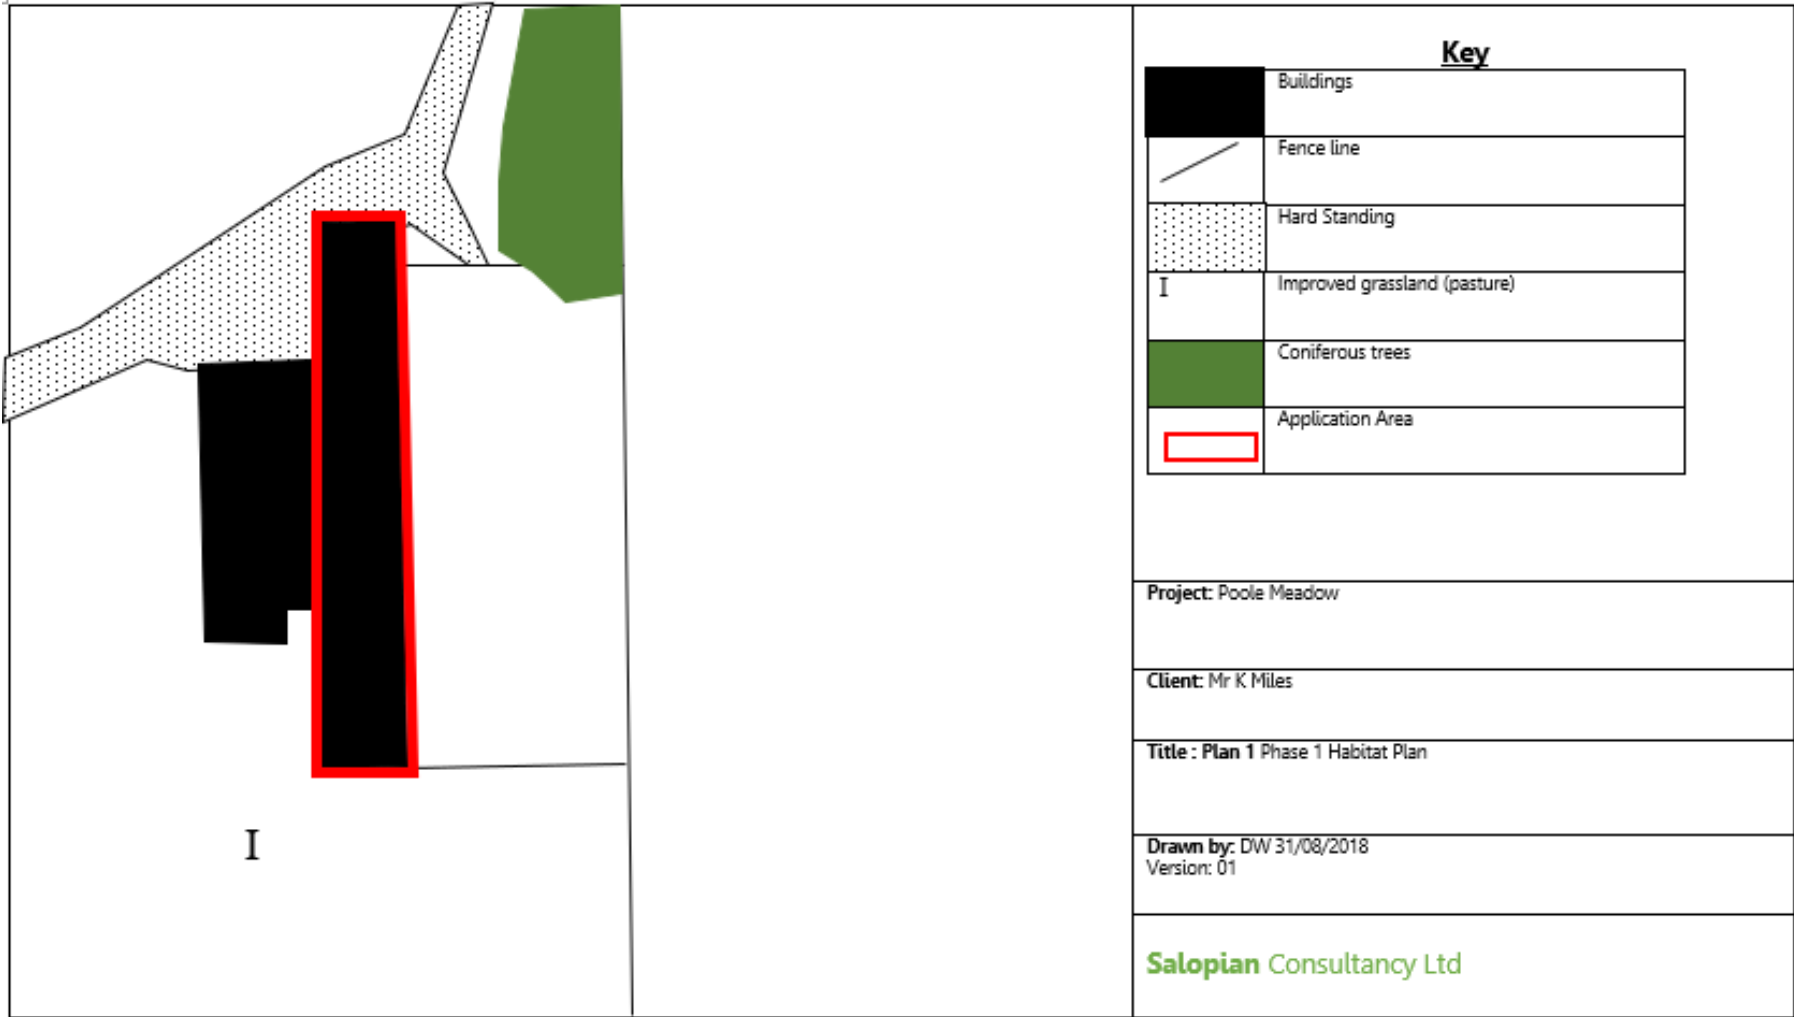 Key
Buildings
Fence line
Hard Standing
I
Improved grassland (pasture)
Coniferous trees
Application Area
I
Project: Poole Meadow
Client: Mr K Miles
Title : Plan 1 Phase 1 Habitat Plan
Drawn by: DW 31/08/2018
Version: 01
Salopian Consultancy Ltd